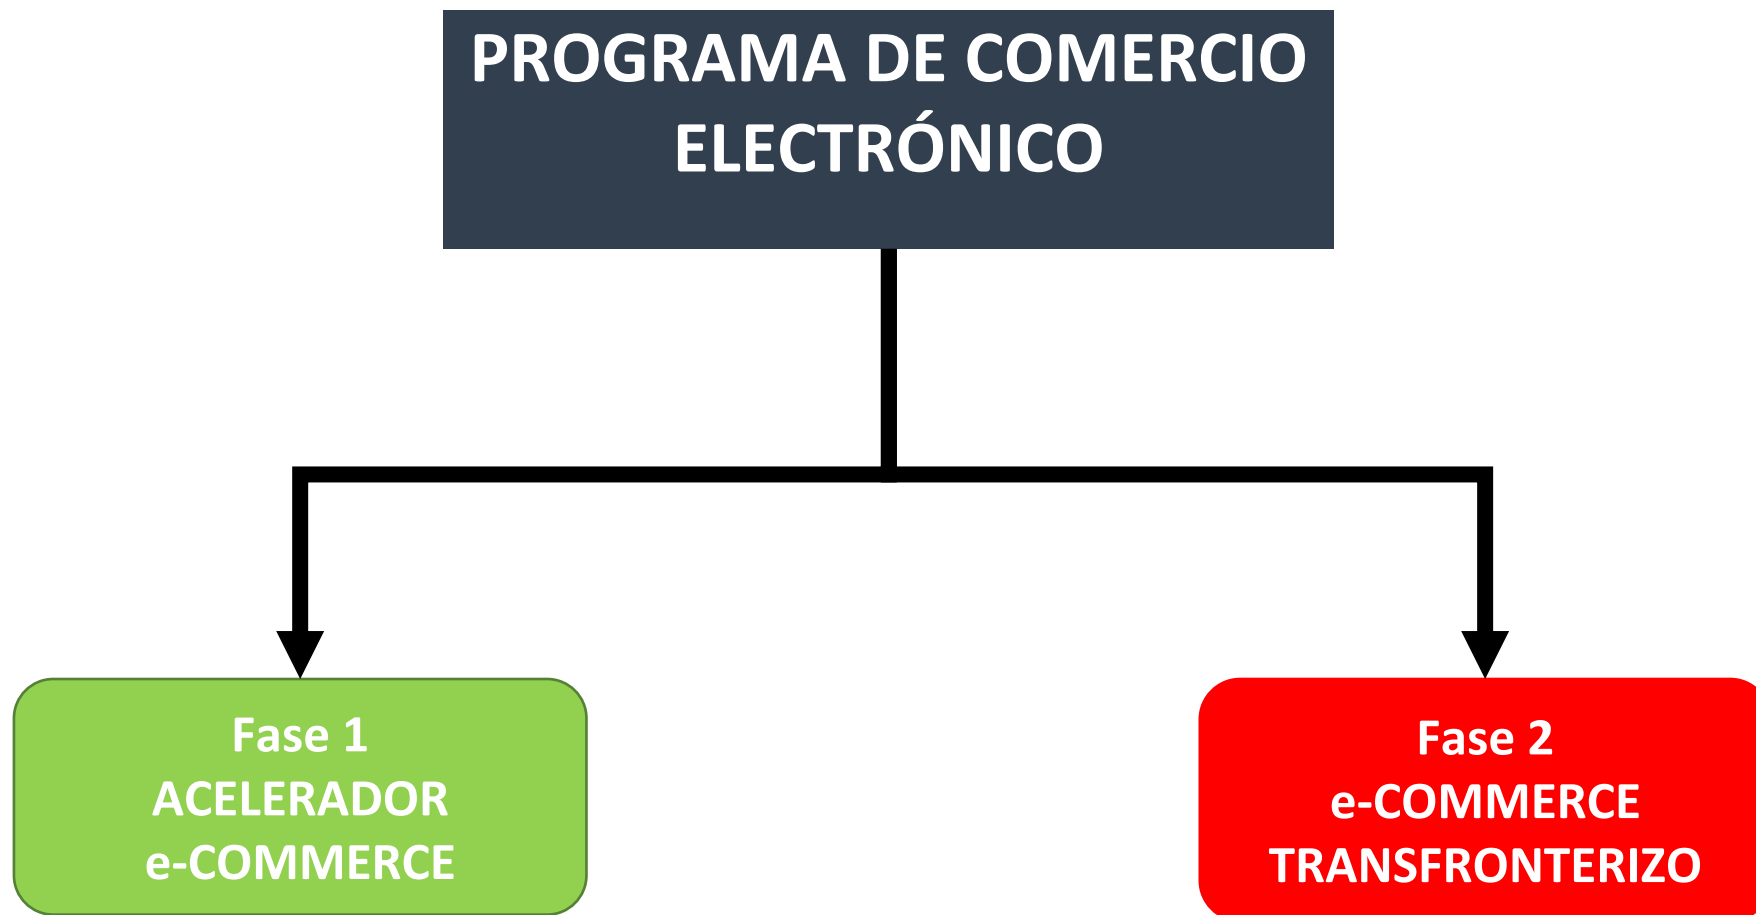 PROGRAMA DE COMERCIO
ELECTRÓNICO
Fase 1
ACELERADOR
e-COMMERCE
Fase 2
e-COMMERCE
TRANSFRONTERIZO